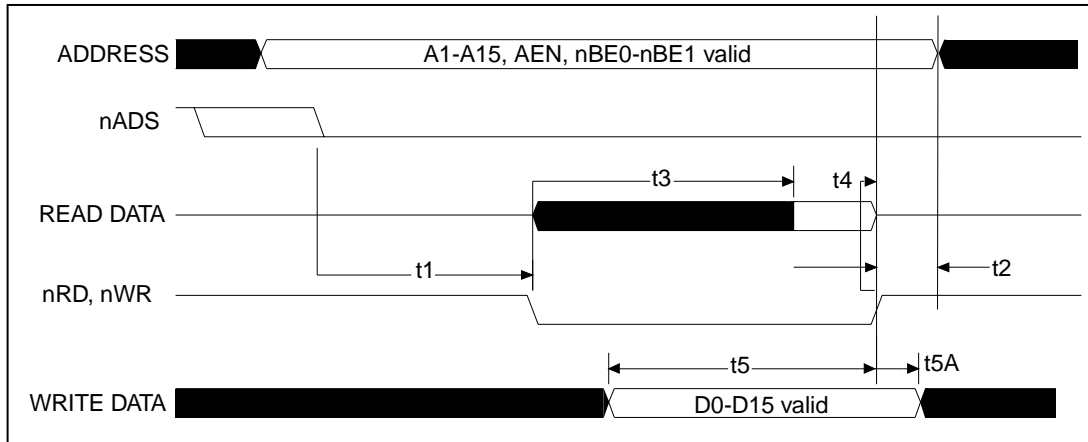 ADDRESS
A1-A15, AEN, nBE0-nBE1 valid
nADS
t3
t4
READ DATA
t1
t2
nRD, nWR
t5
t5A
WRITE DATA
D0-D15 valid